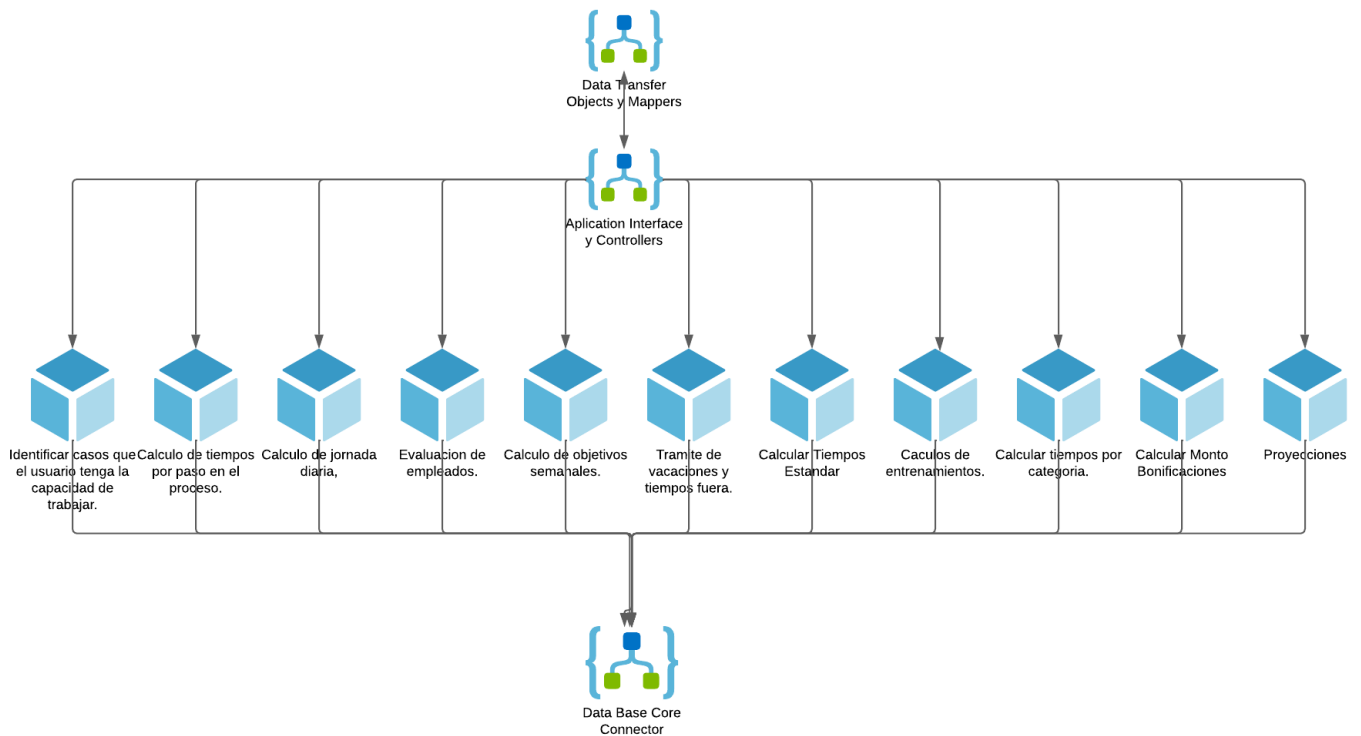 Data Transfer
Objects y Mappers
Aplication Interface
y Controllers
Identificar casos que
el usuario tenga la
capacidad de
trabajar.
Calculo de tiempos
por paso en el
proceso.
Calculo de jornada
diaria,
Evaluacion de
empleados.
Calculo de objetivos
semanales.
Tramite de
vacaciones y
tiempos fuera.
Calcular Tiempos
Estandar
Caculos de
entrenamientos.
Calcular tiempos por
categoria.
Calcular Monto
Bonificaciones
Proyecciones
Data Base Core
Connector